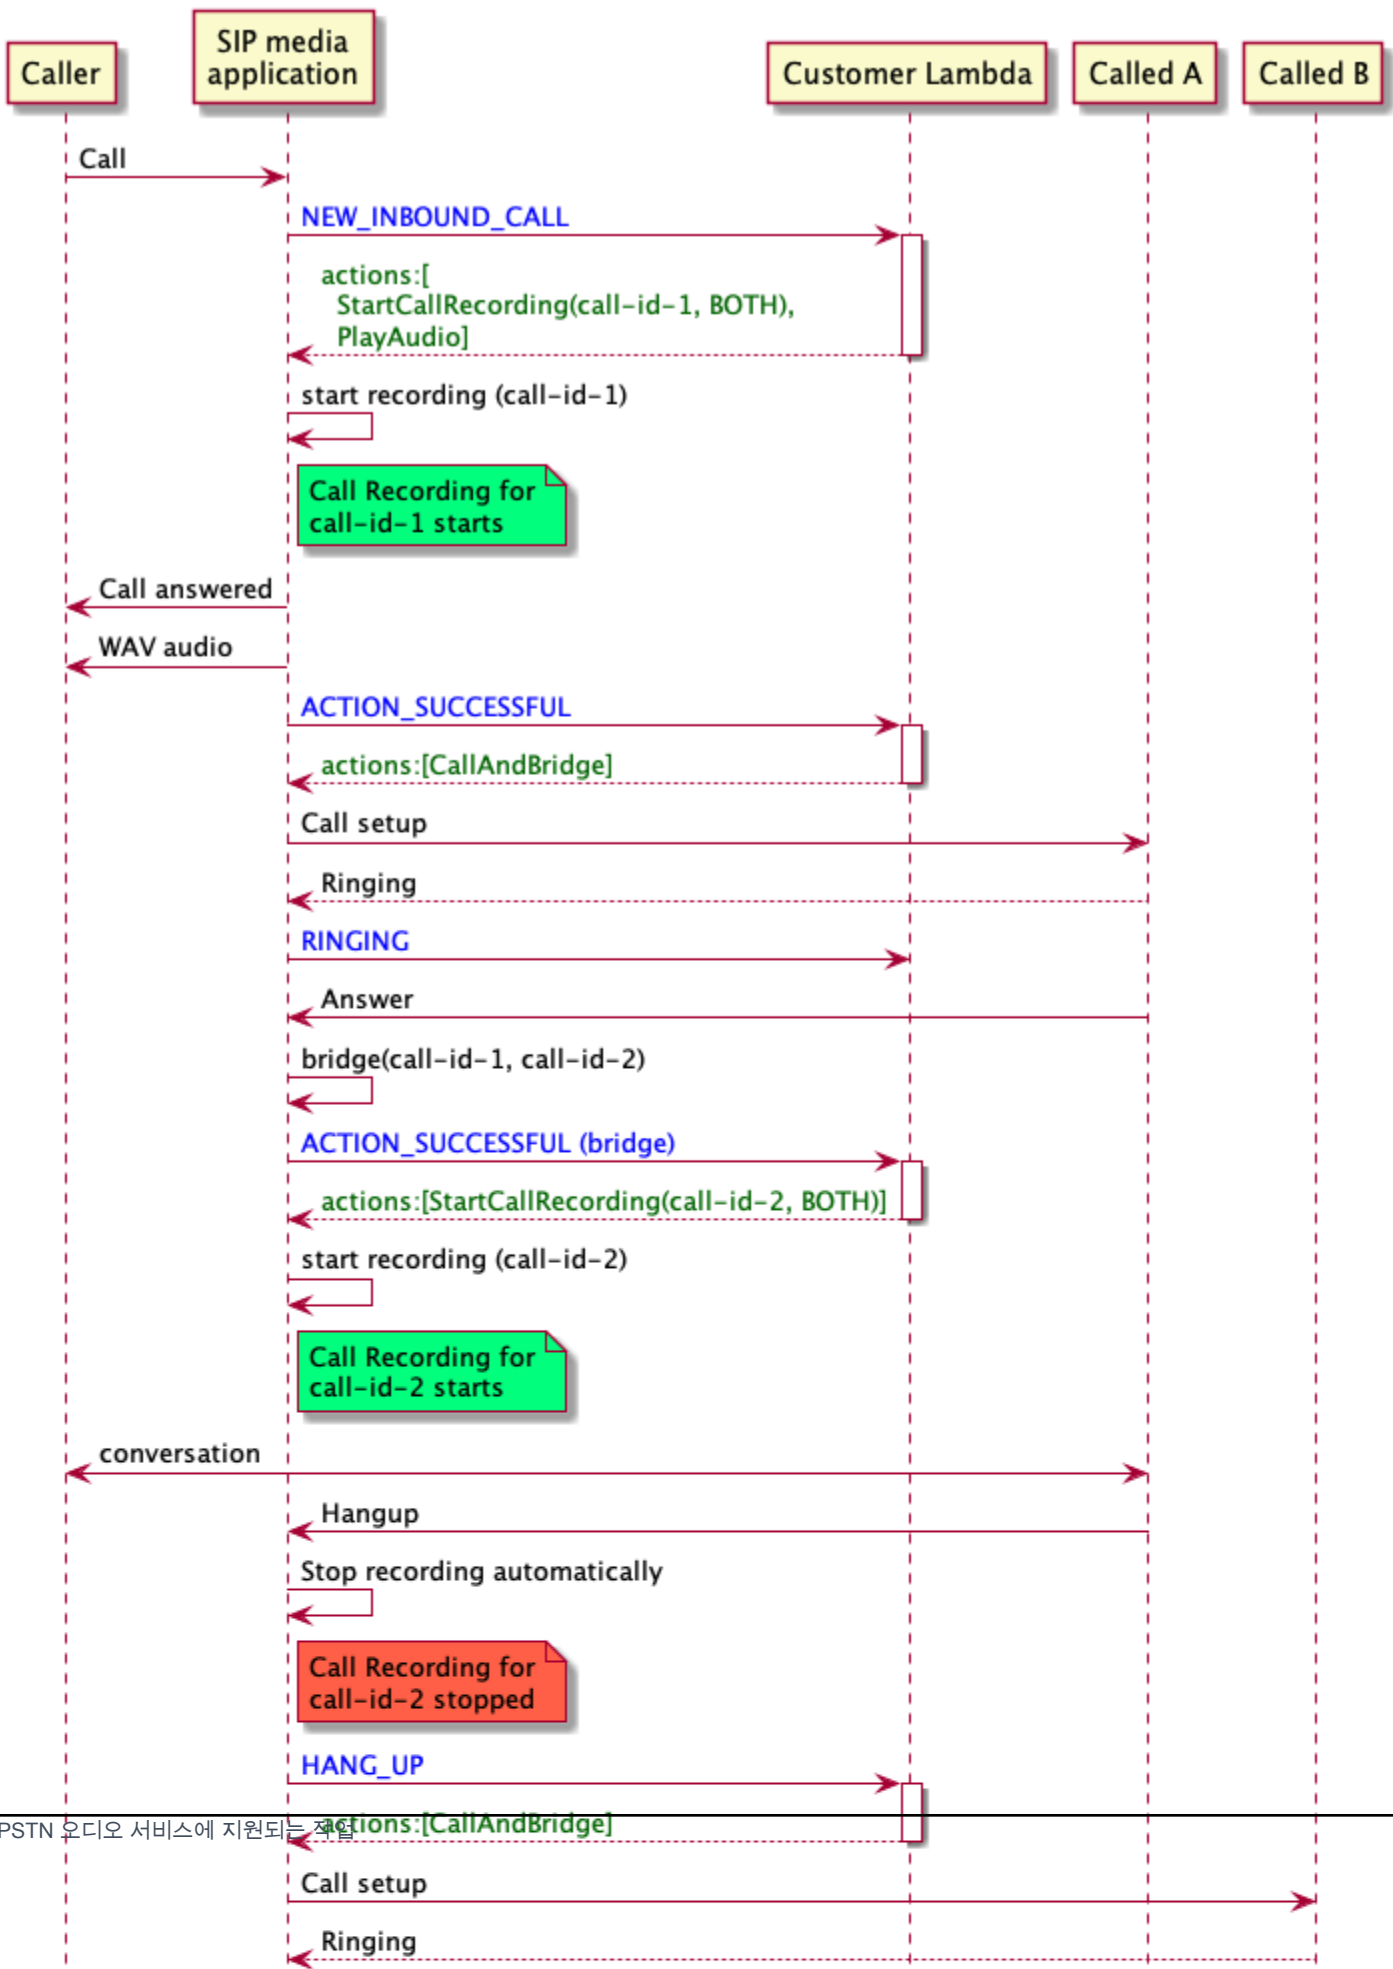 Caller
SIP media
application
Customer Lambda
Called A
Called B
Call
NEW_INBOUND_CALL
actions:[
StartCallRecording(call-id-1, BOTH),
PlayAudio]
start recording (call-id-1)
Call Recording for
call-id-1 starts
Call answered
WAV audio
ACTION_SUCCESSFUL
actions:[CallAndBridge]
Call setup
Ringing
RINGING
Answer
bridge(call-id-1, call-id-2)
ACTION_SUCCESSFUL (bridge)
actions:[StartCallRecording(call-id-2, BOTH)]
start recording (call-id-2)
Call Recording for
call-id-2 starts
conversation
Hangup
Stop recording automatically
Call Recording for
call-id-2 stopped
HANG_UP
actions:[CallAndBridge]
PSTN 오디오 서비스에 지원되는 작업
Call setup
Ringing